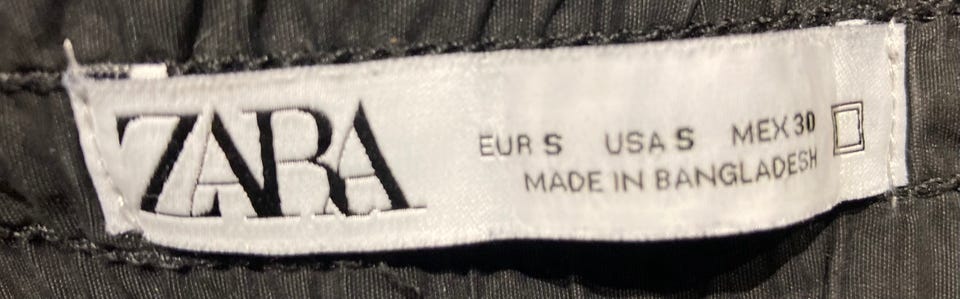 ZARA
EUR S USA S MEX 30
MADE IN BANGLADESH